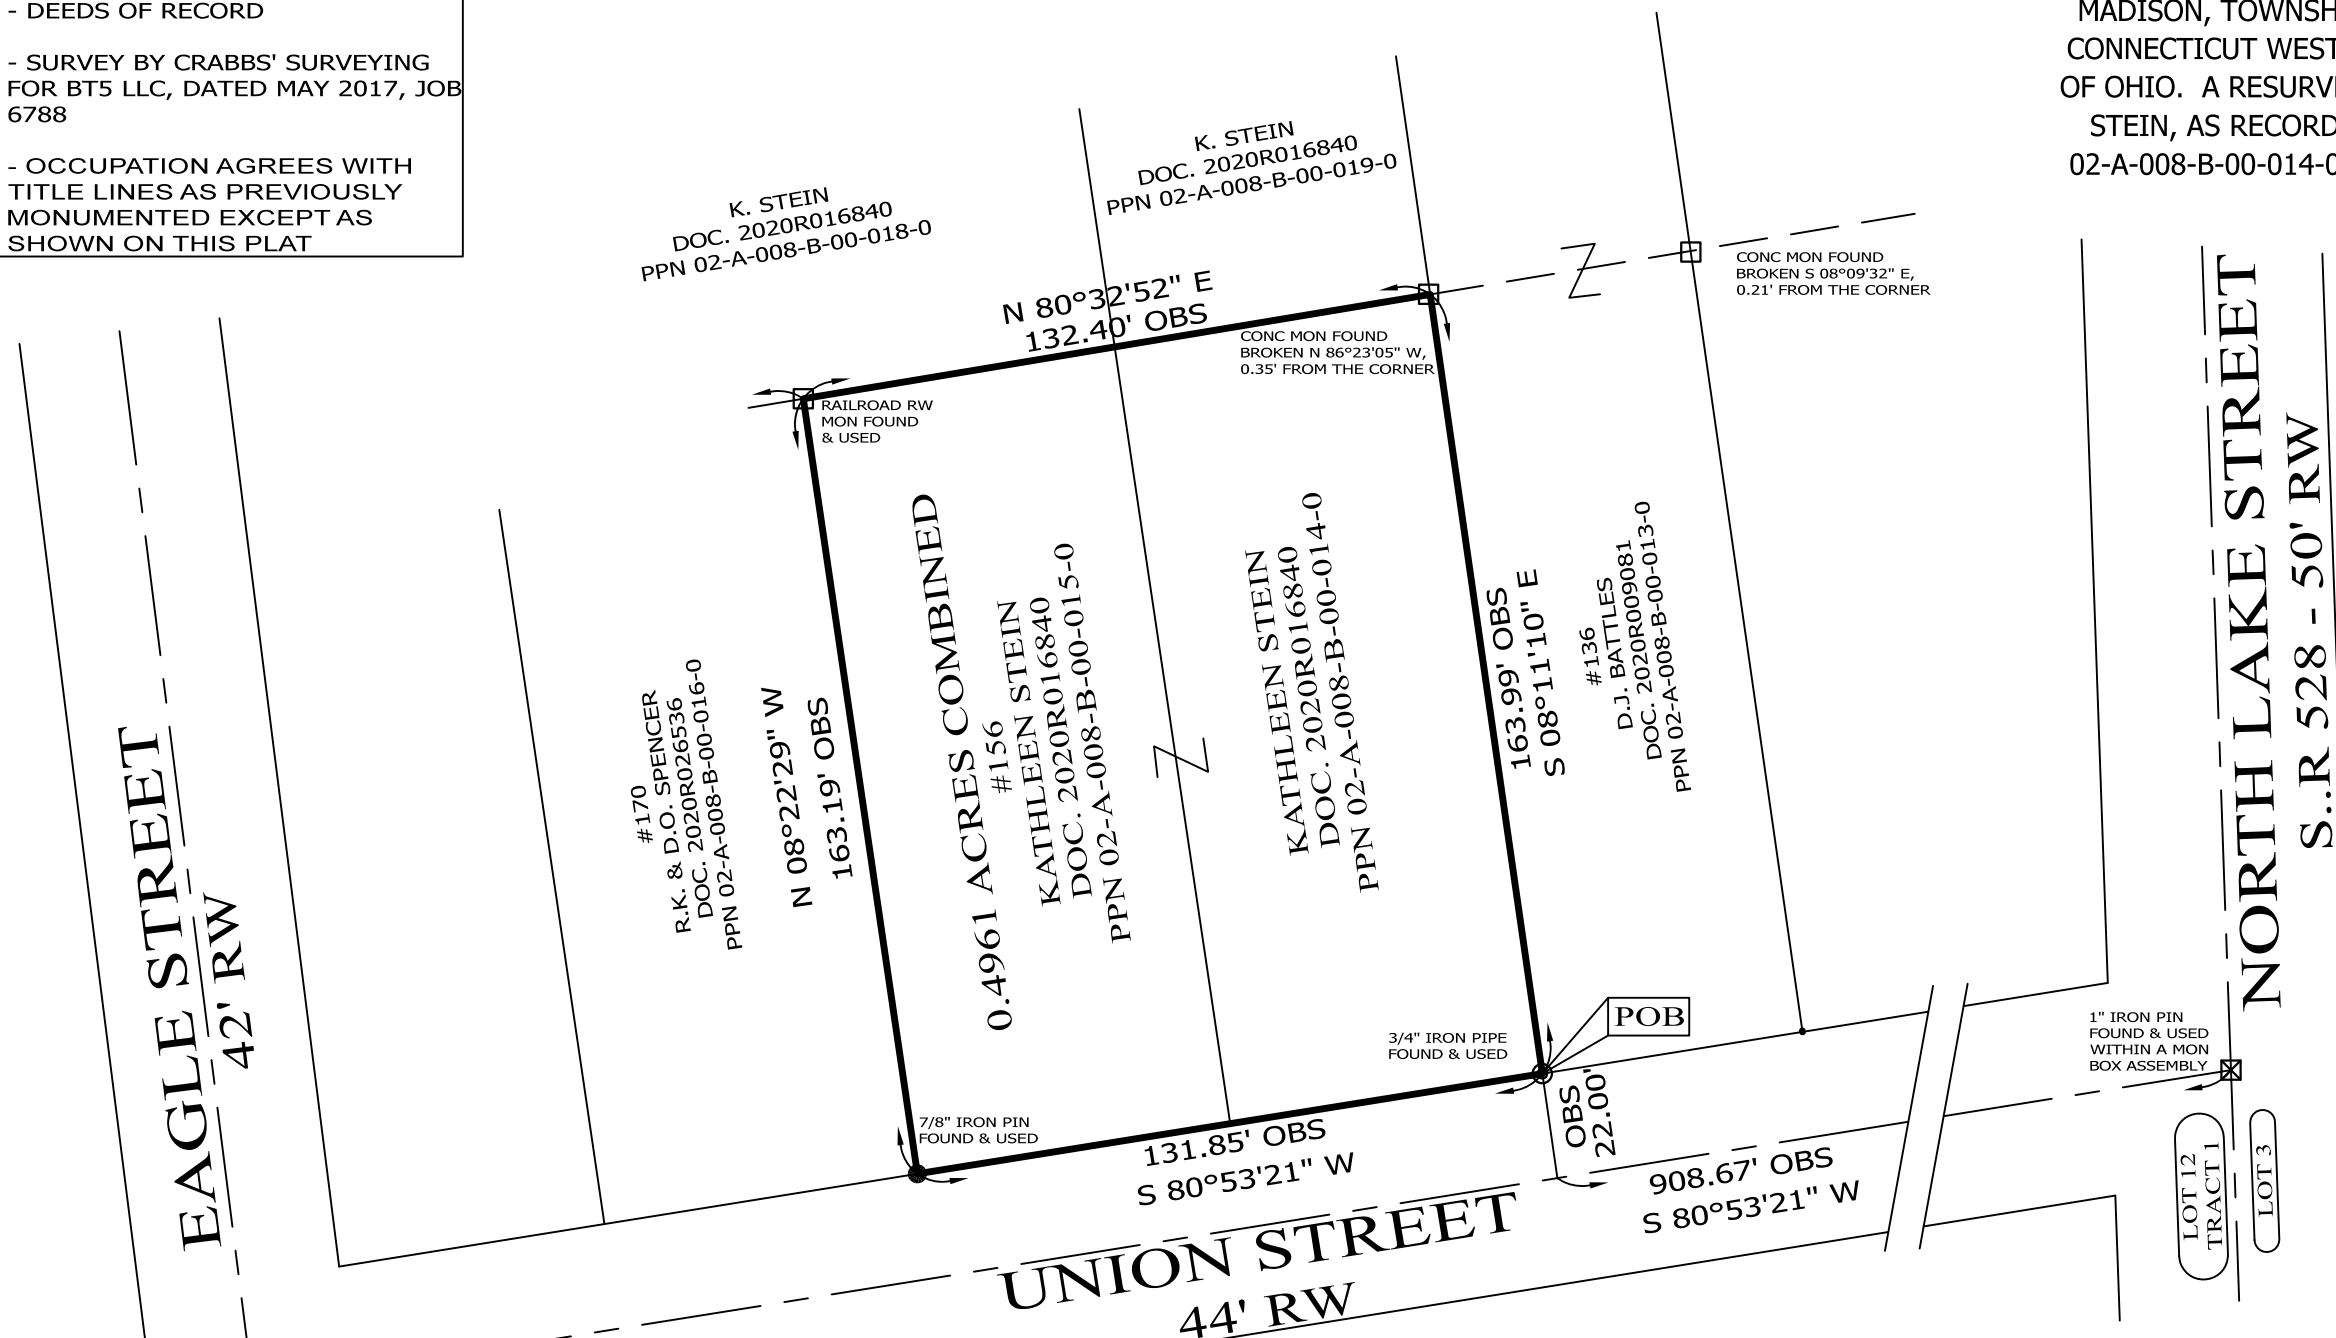 - DEEDS OF RECORD
- SURVEY BY CRABBS' SURVEYING
FOR BT5 LLC, DATED MAY 2017, JOB
6788
- OCCUPATION AGREES WITH
TITLE LINES AS PREVIOUSLY
MONUMENTED EXCEPT AS
SHOWN ON THIS PLAT
MADISON, TOWNSH
CONNECTICUT WEST
OF OHIO. A RESURV
STEIN, AS RECORD
02-A-008-B-00-014-0
K. STEIN
DOC. 2020R016840
PPN 02-A-008-B-00-018-0
K. STEIN
DOC. 2020R016840
PPN 02-A-008-B-00-019-0
N 80°32'52" E
132.40' OBS
CONC MON FOUND
BROKEN S 08°09'32" E,
0.21' FROM THE CORNER
CONC MON FOUND
BROKEN N 86°23'05" W,
0.35' FROM THE CORNER
RAILROAD RW
MON FOUND
& USED
EAGLE STREET
42' RW
#170
R.K. & D.O. SPENCER
DOC. 2020R026536
PPN 02-A-008-B-00-016-0
N 08°22'29" W
163.19' OBS
0.4961 ACRES COMBINED
#156
KATHLEEN STEIN
DOC. 2020R016840
PPN 02-A-008-B-00-015-0
Z
KATHLEEN STEIN
DOC. 2020R016840
PPN 02-A-008-B-00-014-0
163.99' OBS
S 08°11'10" E
#136
D.J. BATTLES
DOC. 2020R009081
PPN 02-A-008-B-00-013-0
Z
NORTH LAKE STREET
S..R 528 - 50' RW
3/4" IRON PIPE
FOUND & USED
POB
1" IRON PIN
FOUND & USED
WITHIN A MON
BOX ASSEMBLY
7/8" IRON PIN
FOUND & USED
131.85' OBS
S 80°53'21" W
OBS
22.00'
908.67' OBS
S 80°53'21" W
LOT 12
TRACT 1
LOT 3
UNION STREET
44' RW